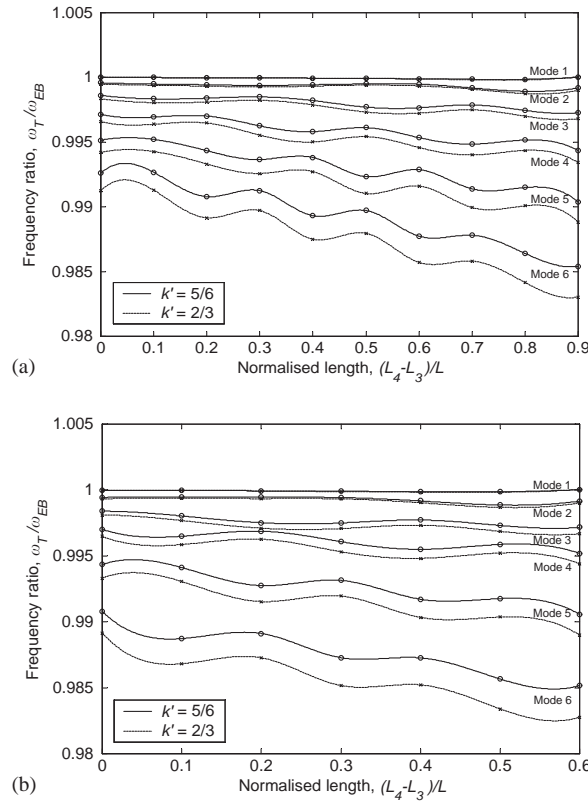 1.005
1
0.995
0.99
0.985
0.98
Frequency ratio, ω_T/ω_EB
Mode 1
Mode 2
Mode 3
Mode 4
Mode 5
Mode 6
k' = 5/6
k' = 2/3
0 0.1 0.2 0.3 0.4 0.5 0.6 0.7 0.8 0.9
(a)
Normalised length, (L_4-L_3)/L
1.005
1
0.995
0.99
0.985
0.98
Frequency ratio, ω_T/ω_EB
Mode 1
Mode 2
Mode 3
Mode 4
Mode 5
Mode 6
k' = 5/6
k' = 2/3
0 0.1 0.2 0.3 0.4 0.5 0.6
(b)
Normalised length, (L_4-L_3)/L